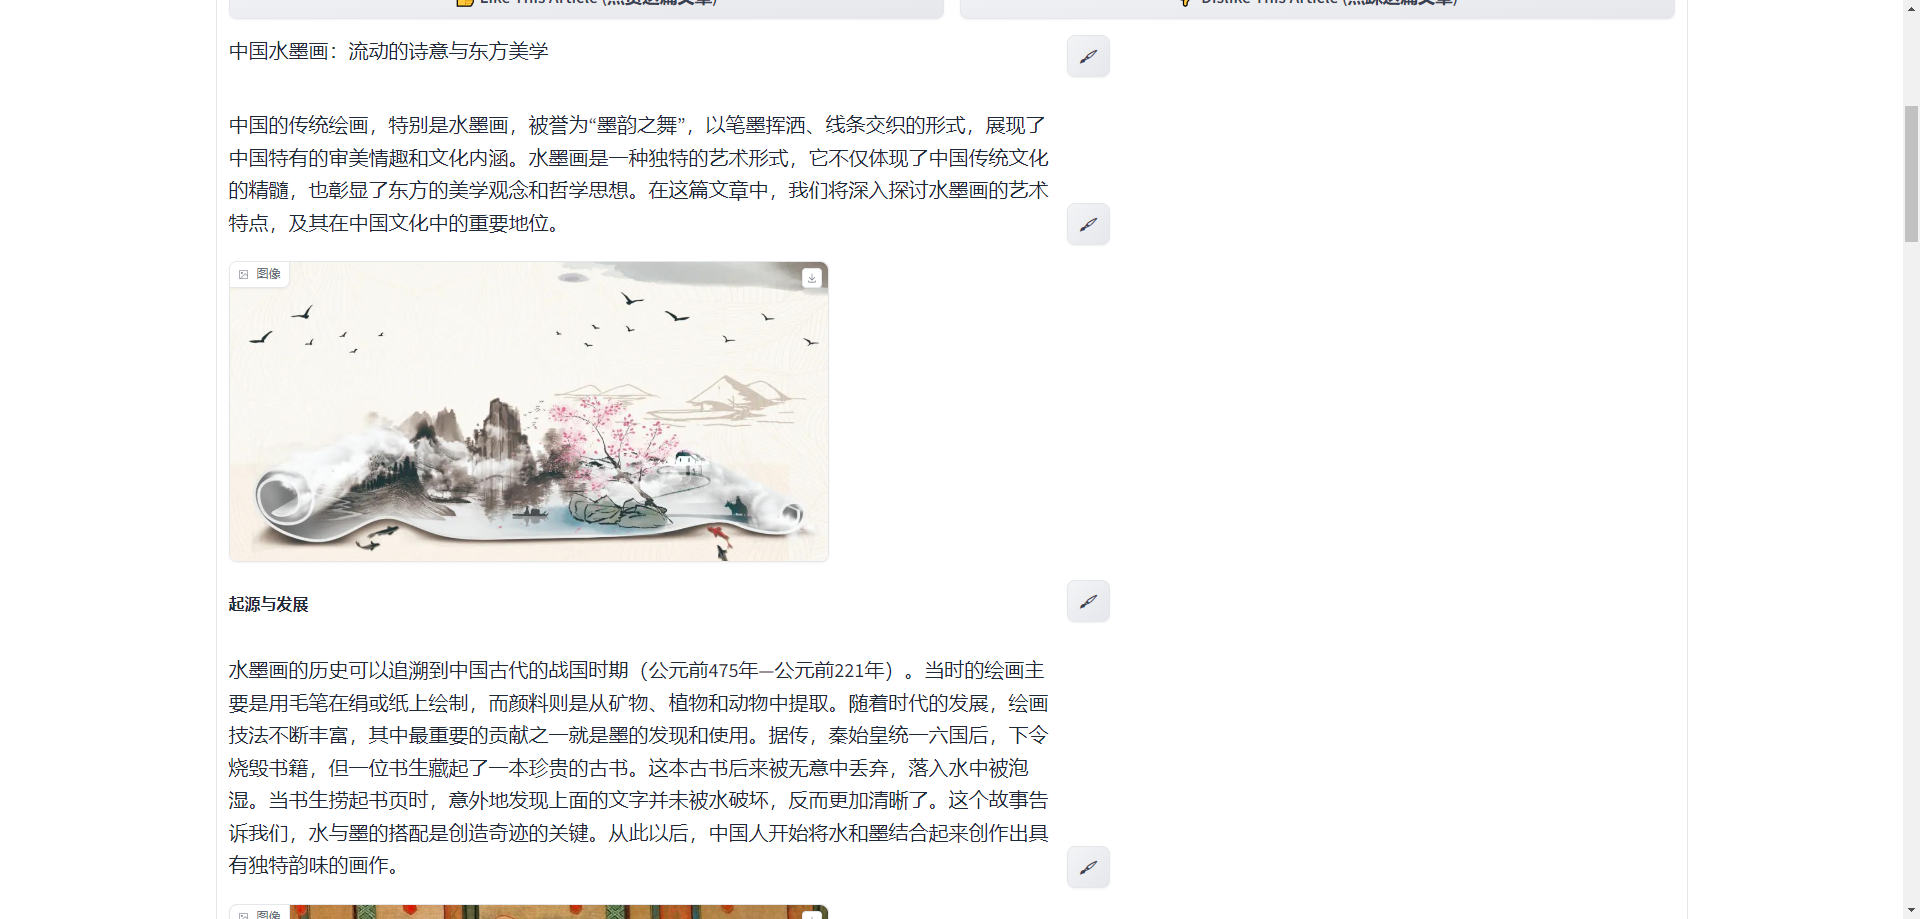 Like This Article (点赞这篇文章)
Dislike This Article (点踩这篇文章)
中国水墨画：流动的诗意与东方美学
中国的传统绘画，特别是水墨画，被誉为“墨韵之舞”，以笔墨挥洒、线条交织的形式，展现了
中国特有的审美情趣和文化内涵。水墨画是一种独特的艺术形式，它不仅体现了中国传统文化
的精髓，也彰显了东方的美学观念和哲学思想。在这篇文章中，我们将深入探讨水墨画的艺术
特点，及其在中国文化中的重要地位。
图像
起源与发展
水墨画的历史可以追溯到中国古代的战国时期（公元前475年—公元前221年）。当时的绘画主
要是用毛笔在绢或纸上绘制，而颜料则是从矿物、植物和动物中提取。随着时代的发展，绘画
技法不断丰富，其中最重要的贡献之一就是墨的发现和使用。据传，秦始皇统一六国后，下令
烧毁书籍，但一位书生藏起了一本珍贵的古书。这本古书后来被无意中丢弃，落入水中被泡
湿。当书生捞起书页时，意外地发现上面的文字并未被水破坏，反而更加清晰了。这个故事告
诉我们，水与墨的搭配是创造奇迹的关键。从此以后，中国人开始将水和墨结合起来创作出具
有独特韵味的画作。
图像